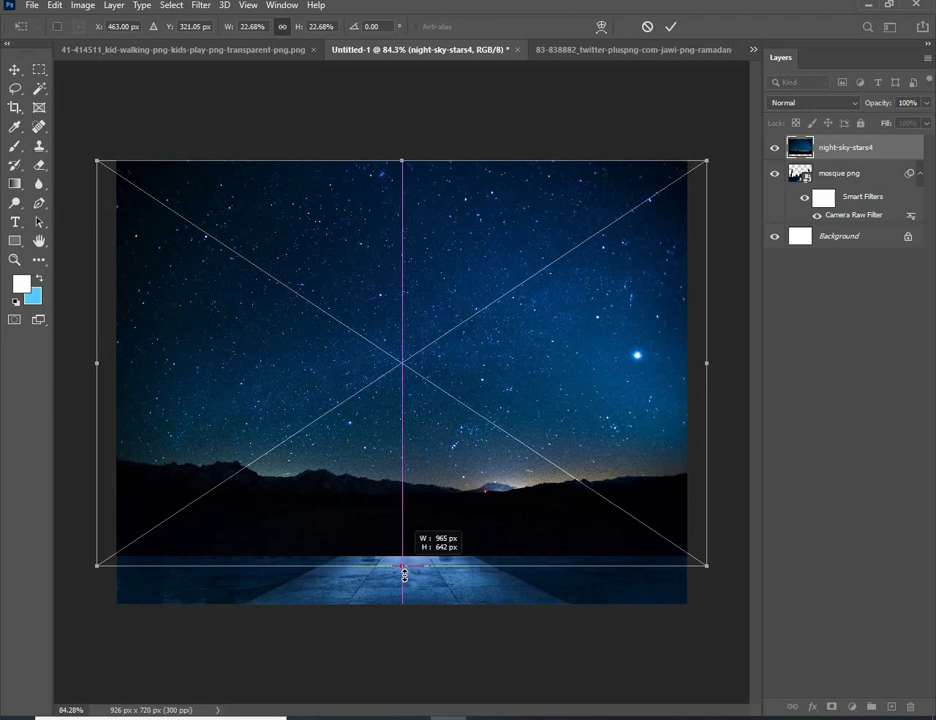 Ps File Edit Image Layer Type Select Filter 3D View Window Help
X: 463.00 px Y: 321.05 px W: 22.68% H: 22.68% 0.00 ° Anti-alias
41-414511_kid-walking-png-kids-play-png-transparent-png.png × Untitled-1 @ 84.3% (night-sky-stars4, RGB/8) * × 83-838882_twitter-pluspng-com-jawi-png-ramadan
Layers
Kind
Normal Opacity: 100%
Lock: Fill: 100%
night-sky-stars4
mosque png
Smart Filters
Camera Raw Filter
Background
W : 965 px
H : 642 px
84.28% 926 px x 720 px (300 ppi)